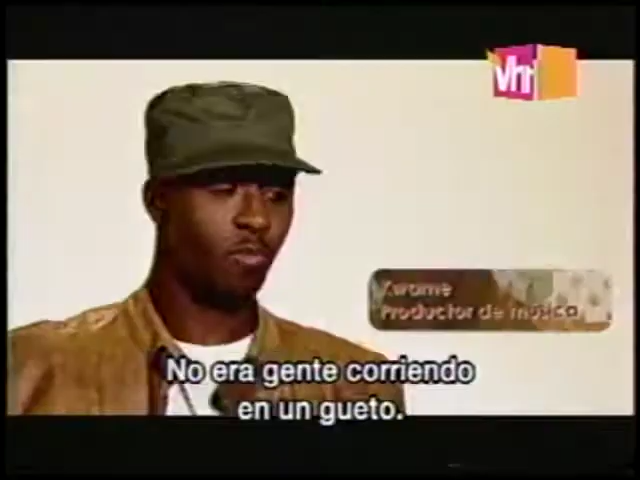 Vh1
Kwame
Productor de música
No era gente corriendo
en un gueto.